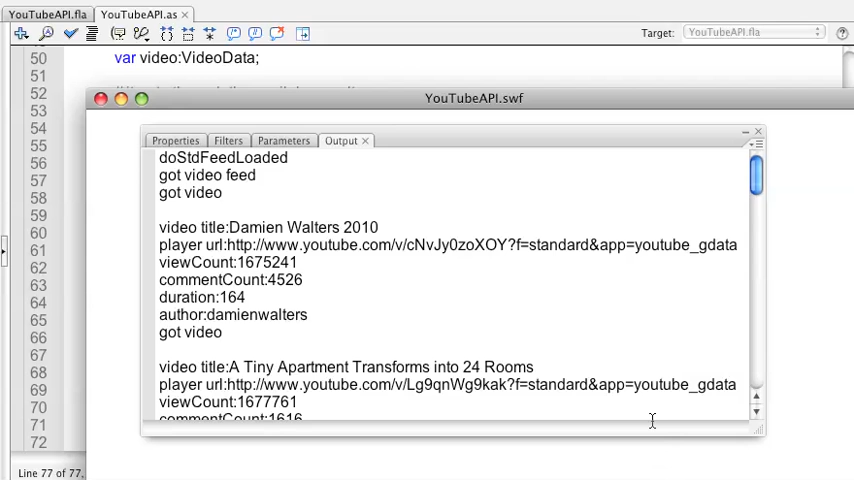 YouTubeAPI.fla YouTubeAPI.as
Target: YouTubeAPI.fla
50 var video:VideoData;
51
52
YouTubeAPI.swf
53
54
Properties Filters Parameters Output
55
doStdFeedLoaded
56
got video feed
57
got video
58
59
video title:Damien Walters 2010
60
player url:http://www.youtube.com/v/cNvJy0zoXOY?f=standard&app=youtube_gdata
61
viewCount:1675241
62
commentCount:4526
63
duration:164
64
author:damienwalters
65
got video
66
67
video title:A Tiny Apartment Transforms into 24 Rooms
68
player url:http://www.youtube.com/v/Lg9qnWg9kak?f=standard&app=youtube_gdata
69
viewCount:1677761
70
commentCount:1616
71
72
Line 77 of 77,